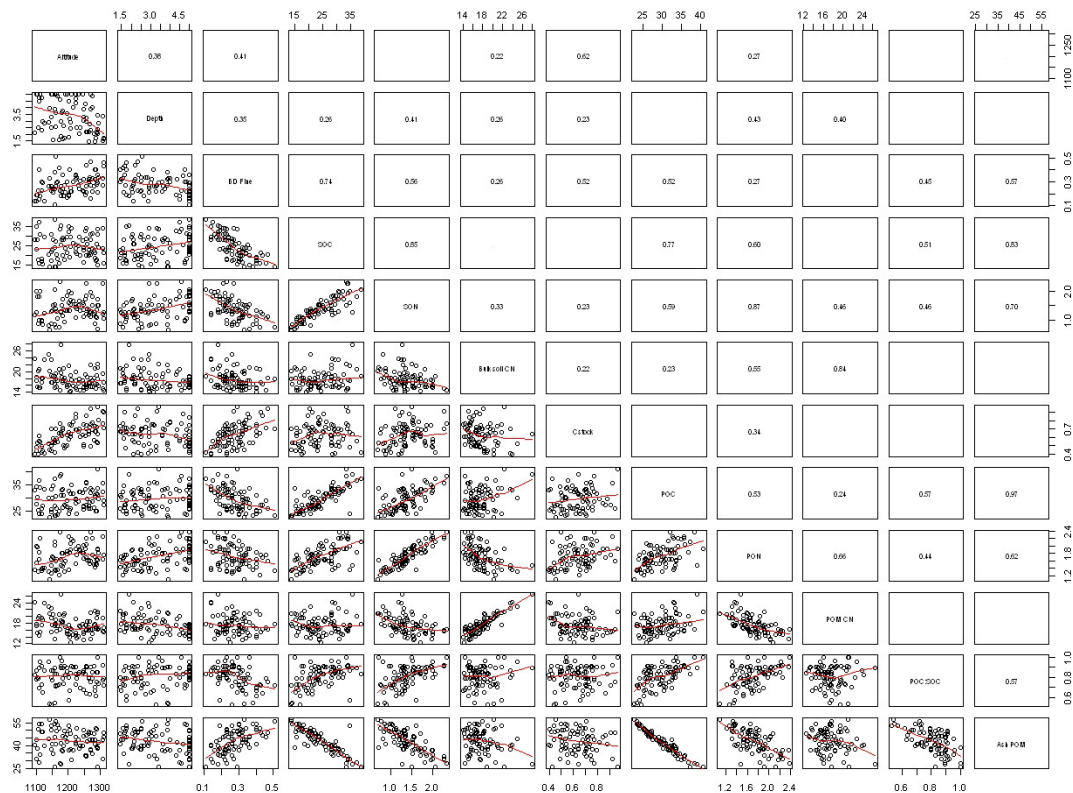 1.5 3.0 4.5 15 25 35 14 18 22 26 25 30 35 40 12 16 20 24 25 35 45 55
Altitude 0.38 0.41 0.22 0.62 0.27 1100 1250
1.5 3.5 Depth 0.35 0.26 0.41 0.26 0.23 0.43 0.40
BD Fine 0.74 0.56 0.26 0.52 0.52 0.27 0.45 0.57 0.1 0.3 0.5
15 25 35 SOC 0.85 0.77 0.60 0.51 0.83
SON 0.33 0.23 0.59 0.87 0.46 0.46 0.70 1.0 2.0
14 20 26 Bulk soil CN 0.22 0.23 0.55 0.84
C stock 0.34 0.4 0.7
25 35 POC 0.53 0.24 0.57 0.97
PON 0.66 0.44 0.62 1.2 1.8 2.4
12 18 24 POM CN
POC:SOC 0.57 0.6 0.8 1.0
25 40 55 Ash POM
1100 1200 1300 0.1 0.3 0.5 1.0 1.5 2.0 0.4 0.6 0.8 1.2 1.6 2.0 2.4 0.6 0.8 1.0